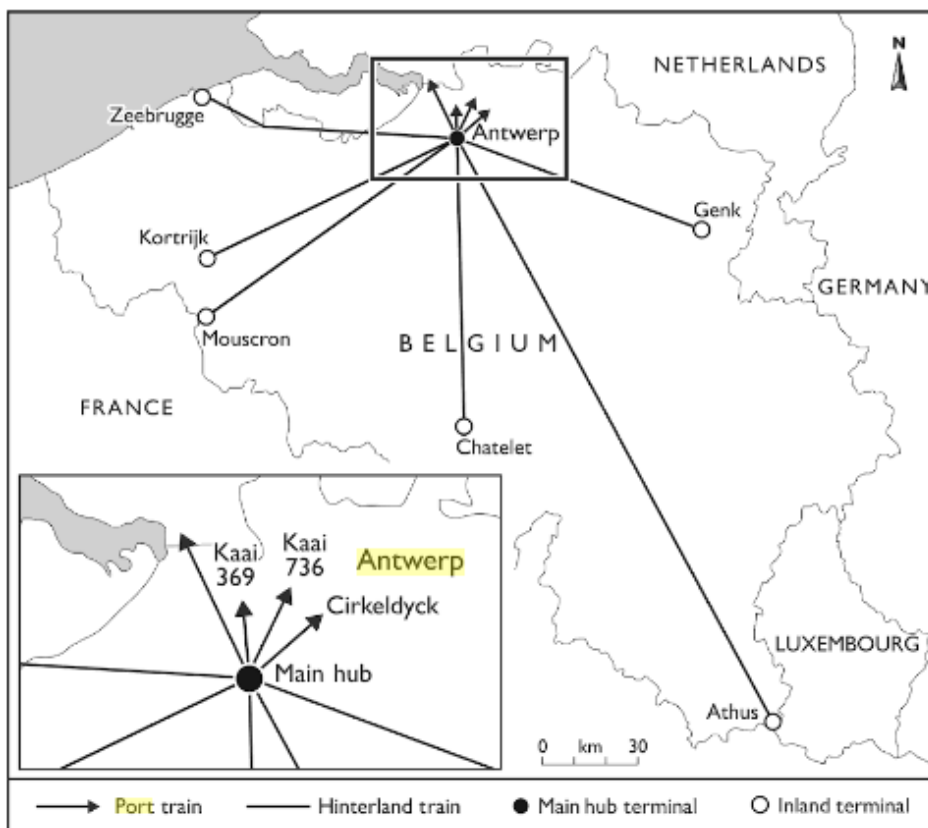 N
NETHERLANDS
Zeebrugge
Antwerp
Genk
Kortrijk
GERMANY
Mouscron
BELGIUM
FRANCE
Chatelet
Kaai
369
Kaai
736
Antwerp
Cirkeldyck
Main hub
LUXEMBOURG
Athus
0 km 30
Port train
Hinterland train
Main hub terminal
Inland terminal